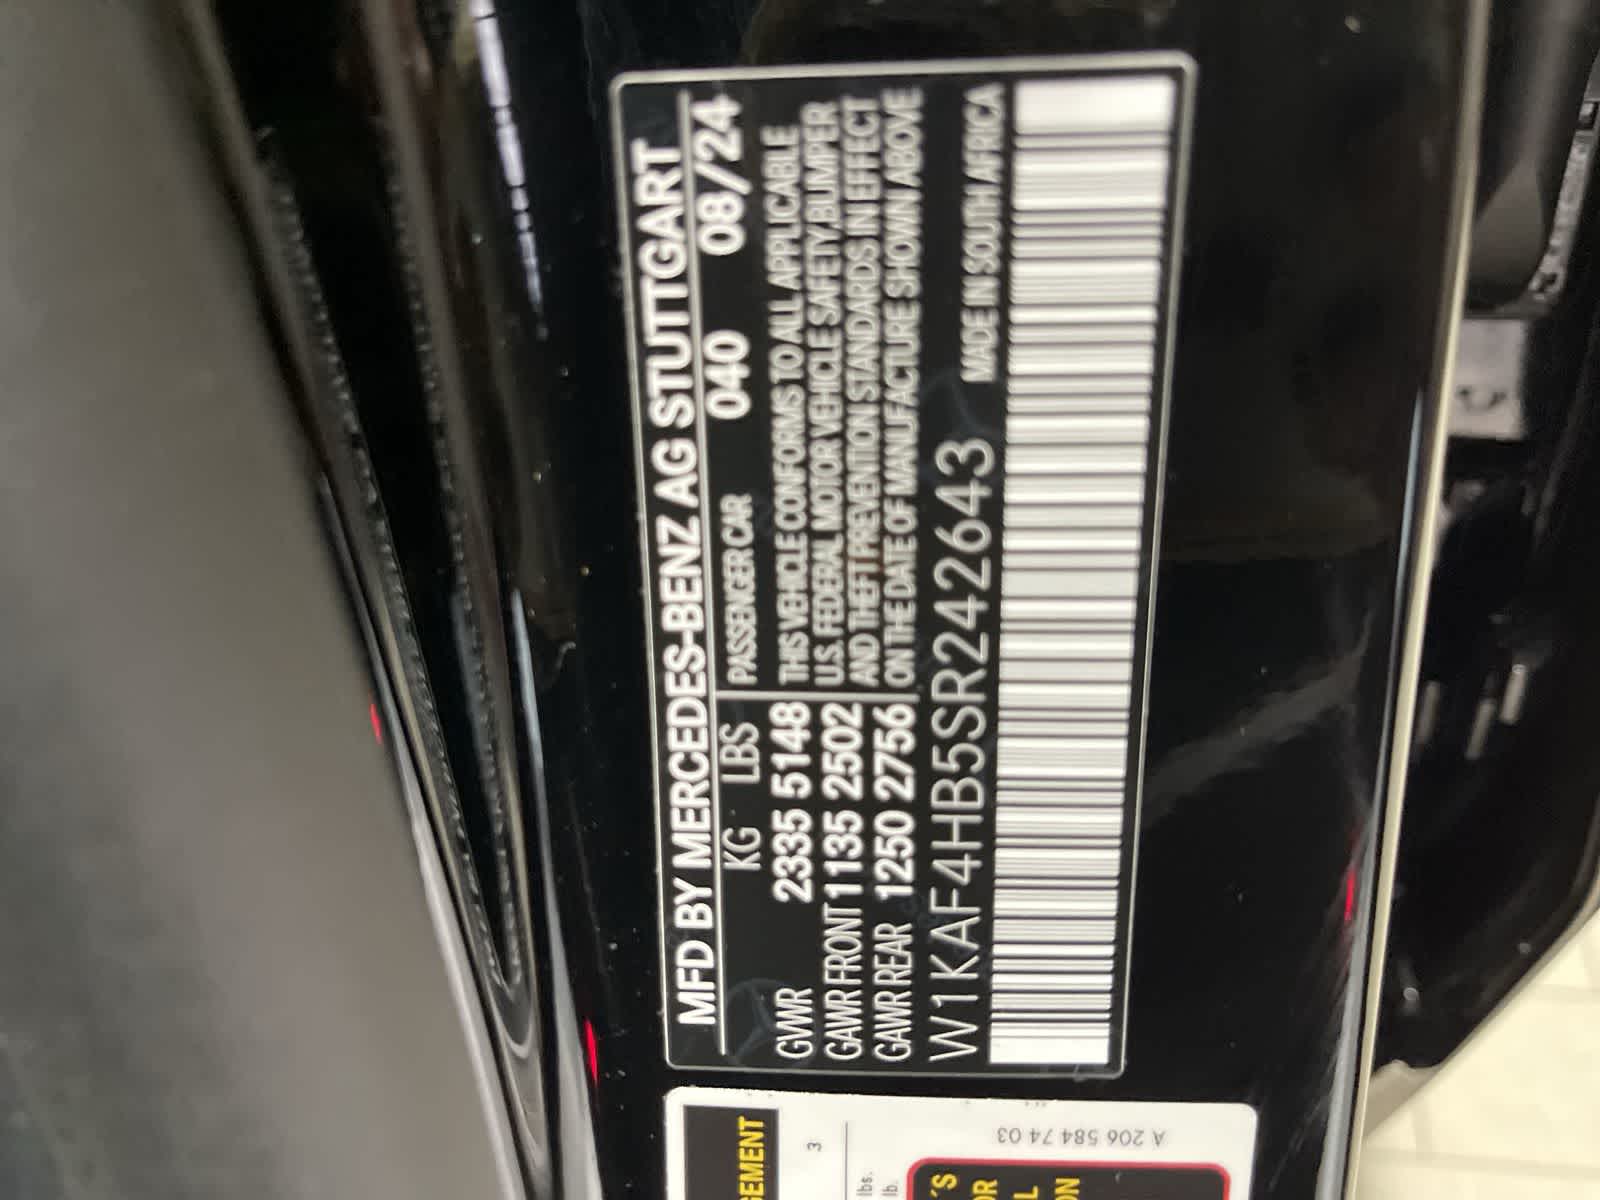 MFD BY MERCEDES-BENZ AG STUTTGART
KG LBS PASSENGER CAR 040 08/24
GVWR 2335 5148 THIS VEHICLE CONFORMS TO ALL APPLICABLE
GAWR FRONT 1135 2502 U.S. FEDERAL MOTOR VEHICLE SAFETY, BUMPER
AND THEFT PREVENTION STANDARDS IN EFFECT
GAWR REAR 1250 2756 ON THE DATE OF MANUFACTURE SHOWN ABOVE
W1KAF4HB5SR242643 MADE IN SOUTH AFRICA
GEMENT
3
lbs.
lb.
A 206 584 74 03
'S
OR
L
ON